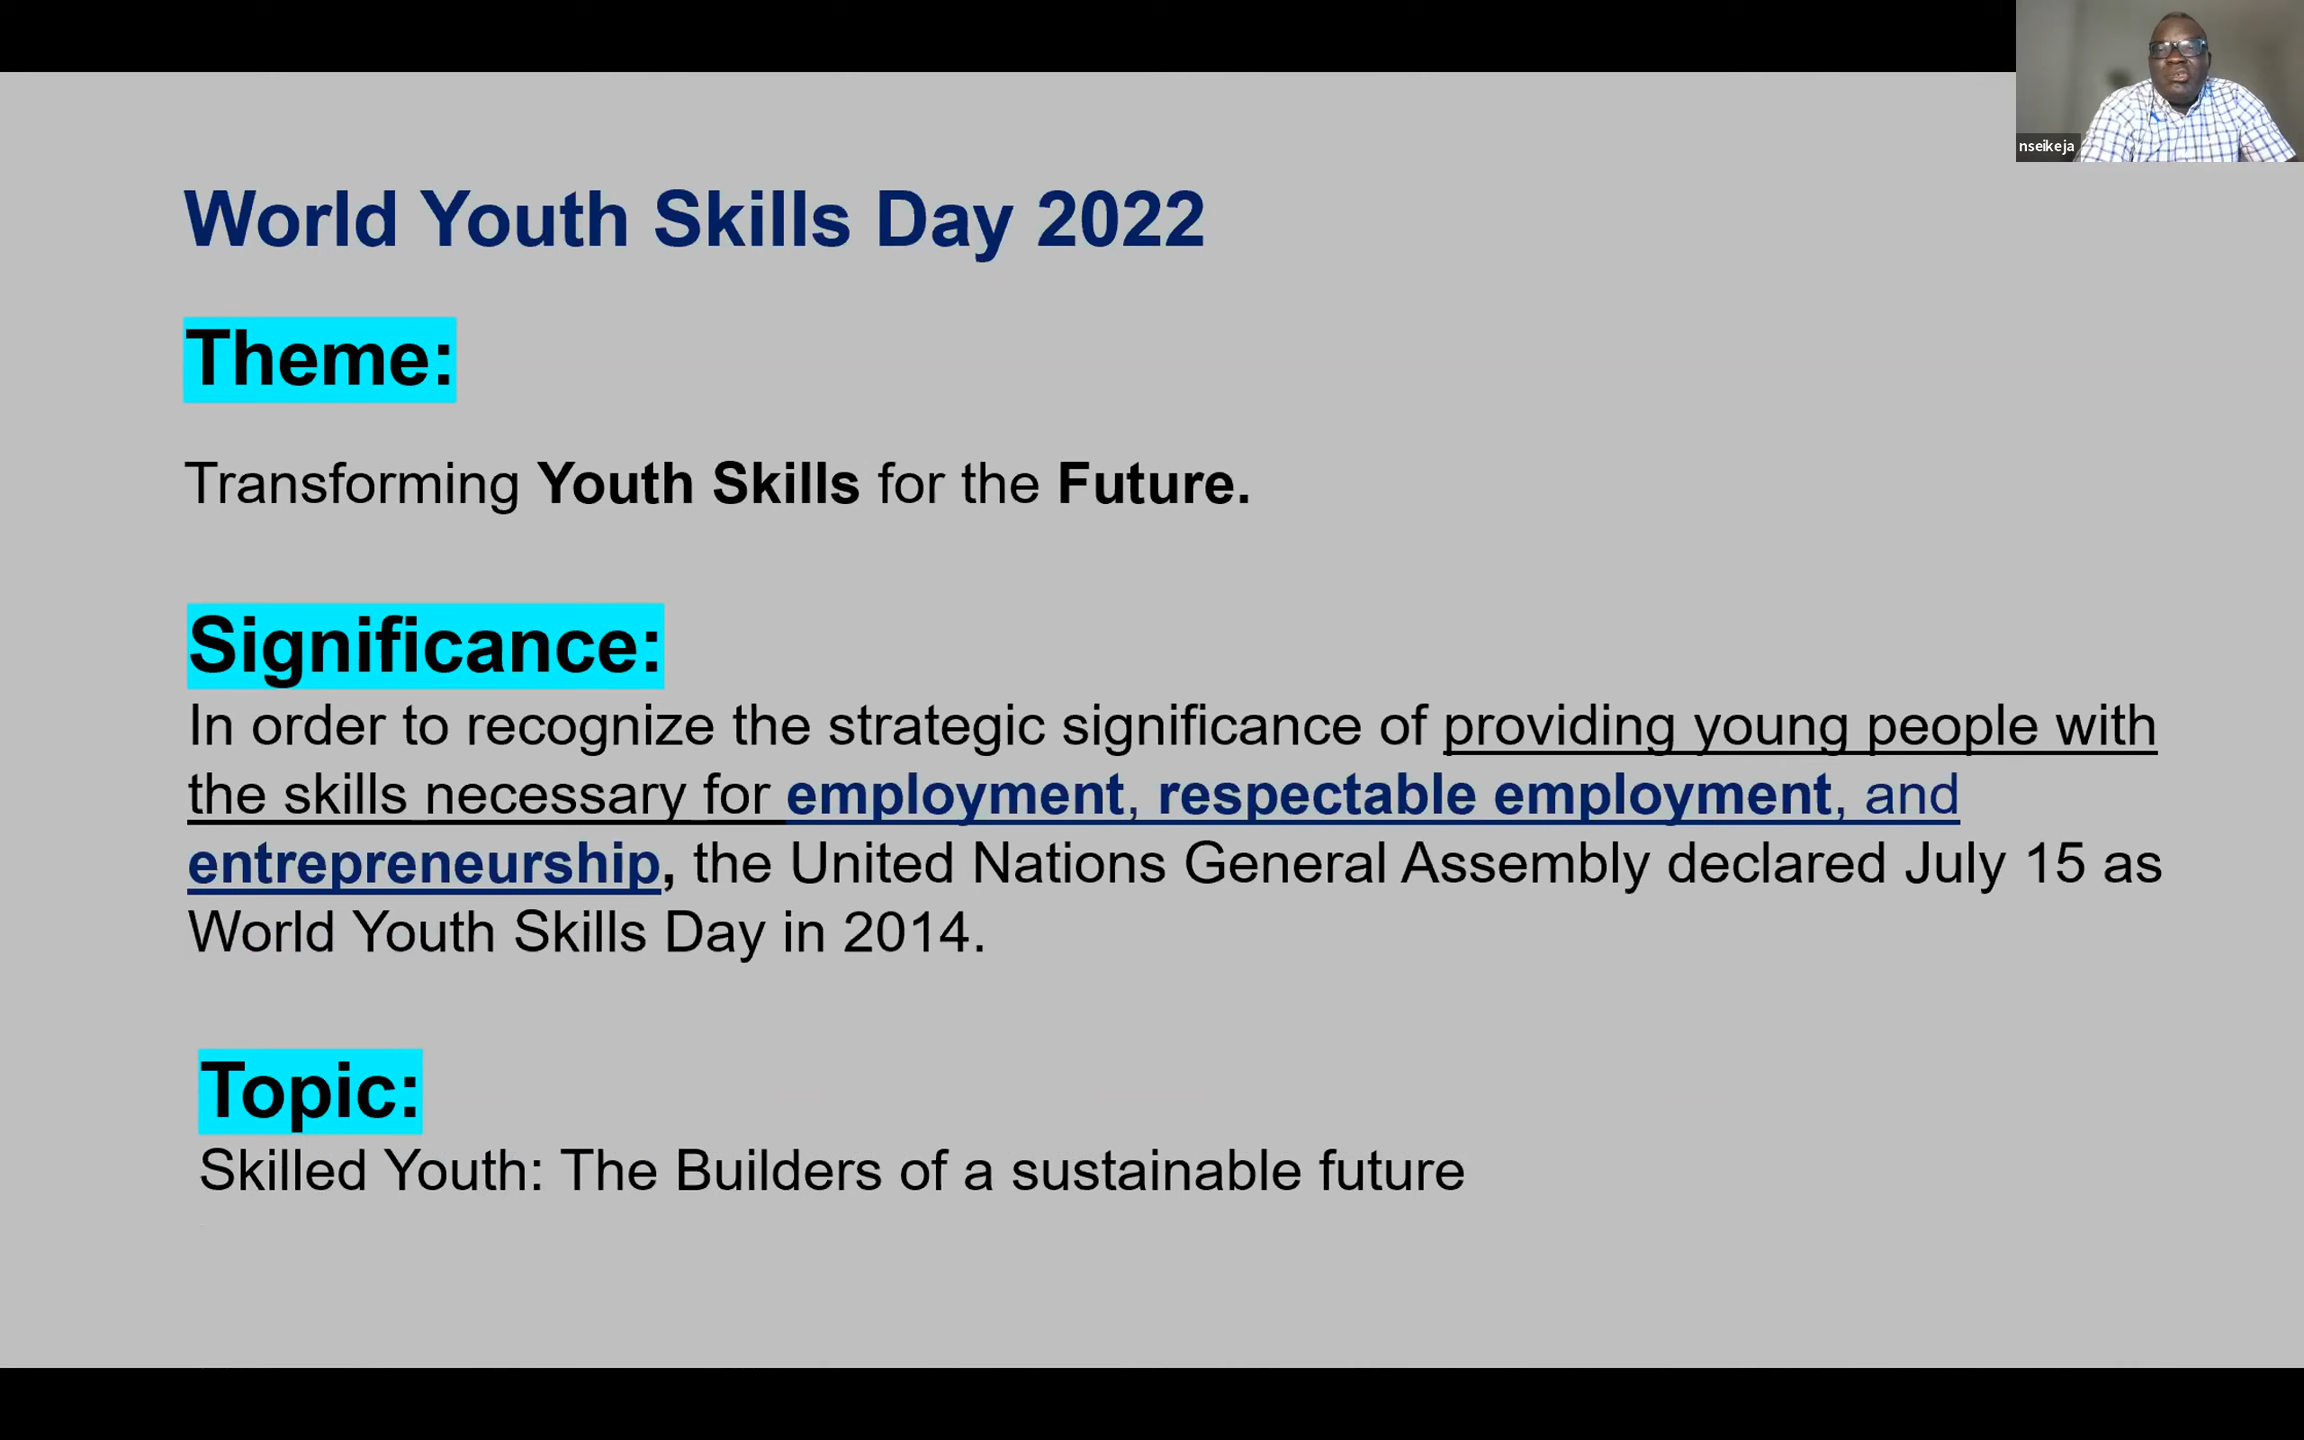 nseikeja
World Youth Skills Day 2022
Theme:
Transforming Youth Skills for the Future.
Significance:
In order to recognize the strategic significance of providing young people with
the skills necessary for employment, respectable employment, and
entrepreneurship, the United Nations General Assembly declared July 15 as
World Youth Skills Day in 2014.
Topic:
Skilled Youth: The Builders of a sustainable future